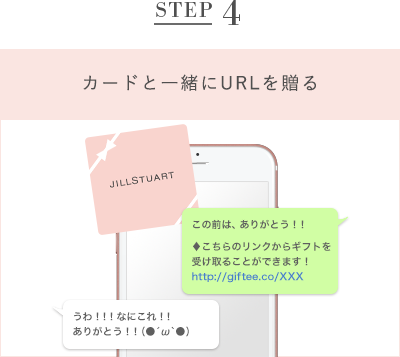 STEP 4
カードと一緒にURLを贈る
JILLSTUART
この前は、ありがとう！！
♦こちらのリンクからギフトを
受け取ることができます！
http://giftee.co/XXX
うわ！！！なにこれ！！
ありがとう！！(●´ω`●)